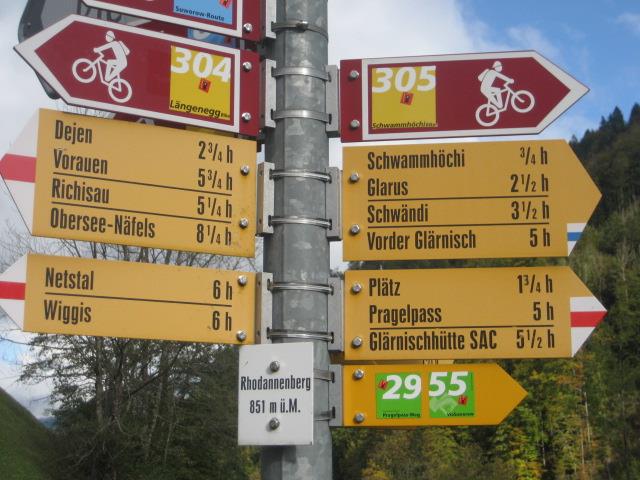 Suworow-Route
304
Längenegg
305
Schwammhöchi
Dejen 2¾ h
Vorauen 5¾ h
Richisau 5¼ h
Obersee-Näfels 8¼ h
Schwammhöchi ¾ h
Glarus 2½ h
Schwändi 3½ h
Vorder Glärnisch 5 h
Netstal 6 h
Wiggis 6 h
Plätz 1¾ h
Pragelpass 5 h
Glärnischhütte SAC 5½ h
Rhodannenberg
851 m ü.M.
29 55
Pragelpass-Weg